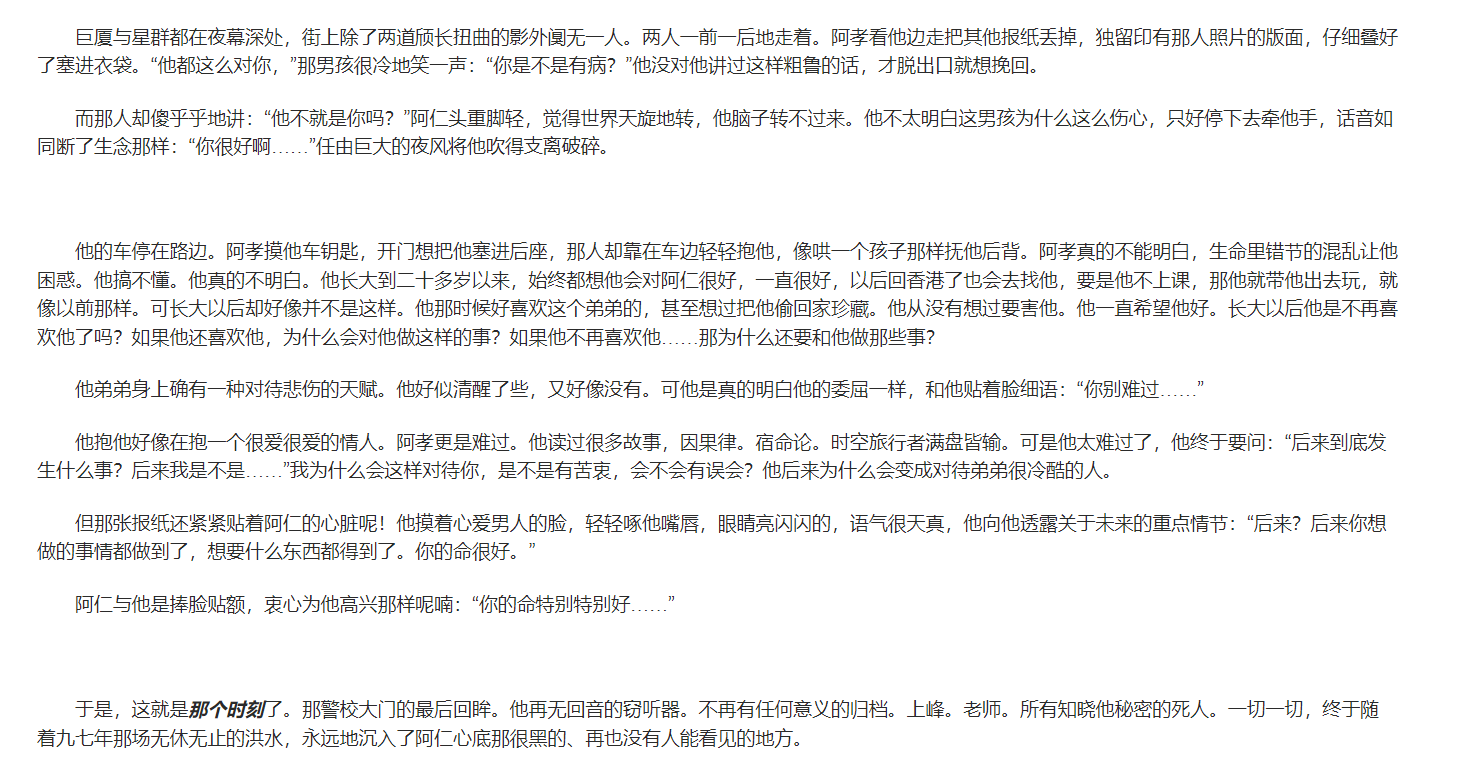 巨厦与星群都在夜幕深处，街上除了两道颀长扭曲的影外阒无一人。两人一前一后地走着。阿孝看他边走把其他报纸丢掉，独留印有那人照片的版面，仔细叠好
了塞进衣袋。“他都这么对你，”那男孩很冷地笑一声：“你是不是有病？”他没对他讲过这样粗鲁的话，才脱出口就想挽回。
而那人却傻乎乎地讲：“他不就是你吗？”阿仁头重脚轻，觉得世界天旋地转，他脑子转不过来。他不太明白这男孩为什么这么伤心，只好停下去牵他手，话音如
同断了生念那样：“你很好啊……”任由巨大的夜风将他吹得支离破碎。
他的车停在路边。阿孝摸他车钥匙，开门想把他塞进后座，那人却靠在车边轻轻抱他，像哄一个孩子那样抚他后背。阿孝真的不能明白，生命里错节的混乱让他
困惑。他搞不懂。他真的不明白。他长大到二十多岁以来，始终都想他会对阿仁很好，一直很好，以后回香港了也会去找他，要是他不上课，那他就带他出去玩，就
像以前那样。可长大以后却好像并不是这样。他那时候好喜欢这个弟弟的，甚至想过把他偷回家珍藏。他从没有想过要害他。他一直希望他好。长大以后他是不再喜
欢他了吗？如果他还喜欢他，为什么会对他做这样的事？如果他不再喜欢他……那为什么还要和他做那些事？
他弟弟身上确有一种对待悲伤的天赋。他好似清醒了些，又好像没有。可他是真的明白他的委屈一样，和他贴着脸细语：“你别难过……”
他抱他好像在抱一个很爱很爱的情人。阿孝更是难过。他读过很多故事，因果律。宿命论。时空旅行者满盘皆输。可是他太难过了，他终于要问：“后来到底发
生什么事？后来我是不是……”我为什么会这样对待你，是不是有苦衷，会不会有误会？他后来为什么会变成对待弟弟很冷酷的人。
但那张报纸还紧紧贴着阿仁的心脏呢！他摸着心爱男人的脸，轻轻啄他嘴唇，眼睛亮闪闪的，语气很天真，他向他透露关于未来的重点情节：“后来？后来你想
做的事情都做到了，想要什么东西都得到了。你的命很好。”
阿仁与他是捧脸贴额，衷心为他高兴那样呢喃：“你的命特别特别好……”
于是，这就是那个时刻了。那警校大门的最后回眸。他再无回音的窃听器。不再有任何意义的归档。上峰。老师。所有知晓他秘密的死人。一切一切，终于随
着九七年那场无休无止的洪水，永远地沉入了阿仁心底那很黑的、再也没有人能看见的地方。